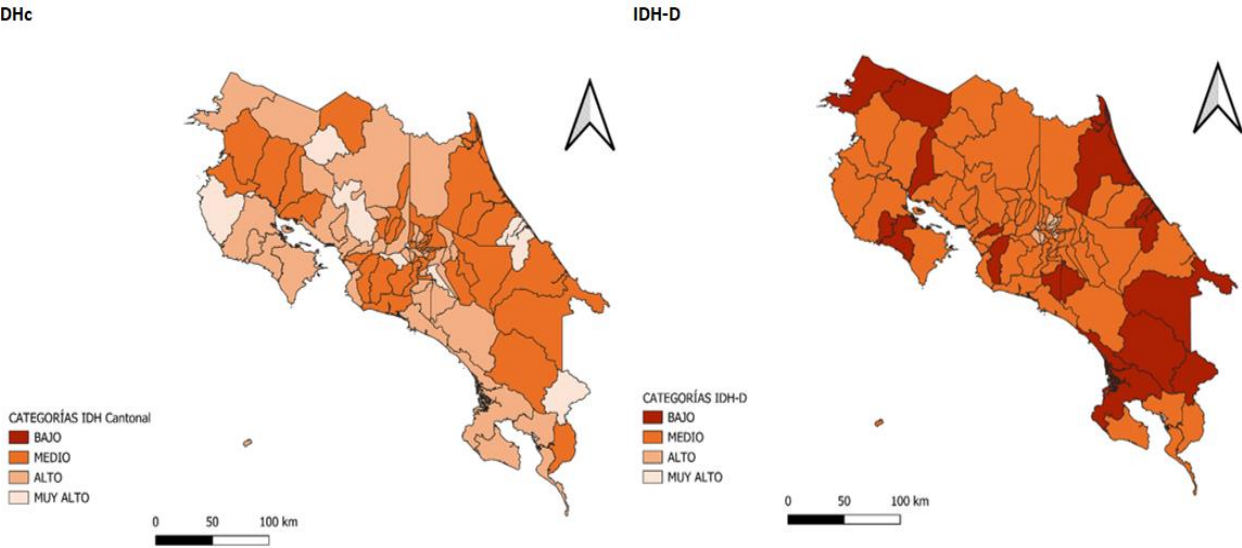 DHc
IDH-D
CATEGORÍAS IDH Cantonal
BAJO
MEDIO
ALTO
MUY ALTO
0 50 100 km
CATEGORÍAS IDH-D
BAJO
MEDIO
ALTO
MUY ALTO
0 50 100 km